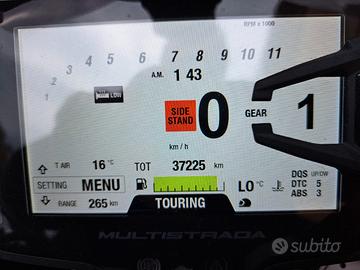 RPM x 1000
1 2 3 4 5 6 7 8 9 10 11
A.M. 1 43
LOW
SIDE STAND
0
GEAR
1
km / h
T AIR 16 °C
TOT 37225 km
SETTING MENU
LO °C
DQS UP/DW
DTC 5
ABS 3
RANGE 265 km
TOURING
MULTISTRADA
subito